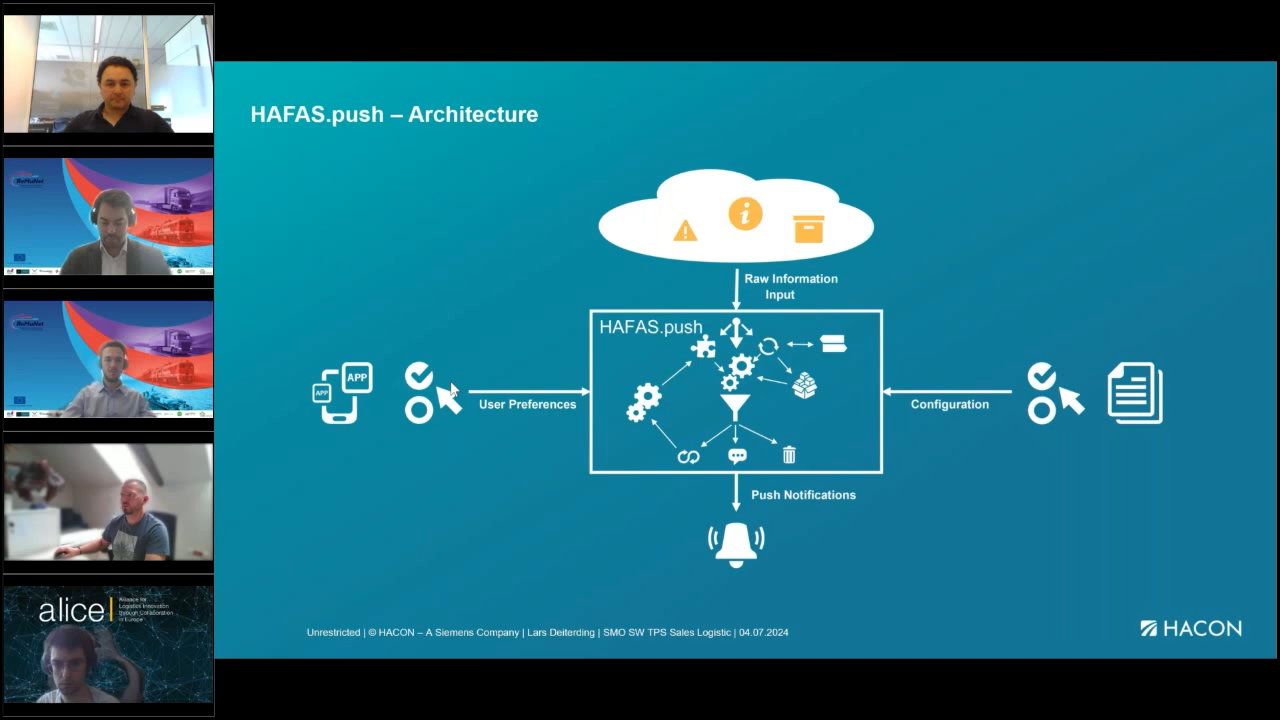 HAFAS.push – Architecture
Raw Information
Input
HAFAS.push
APP
APP
User Preferences
Configuration
Push Notifications
Unrestricted | © HACON – A Siemens Company | Lars Deiterding | SMO SW TPS Sales Logistic | 04.07.2024
HACON
ReMuNet
ReMuNet
alice
Alliance for
Logistics Innovation
through Collaboration
in Europe